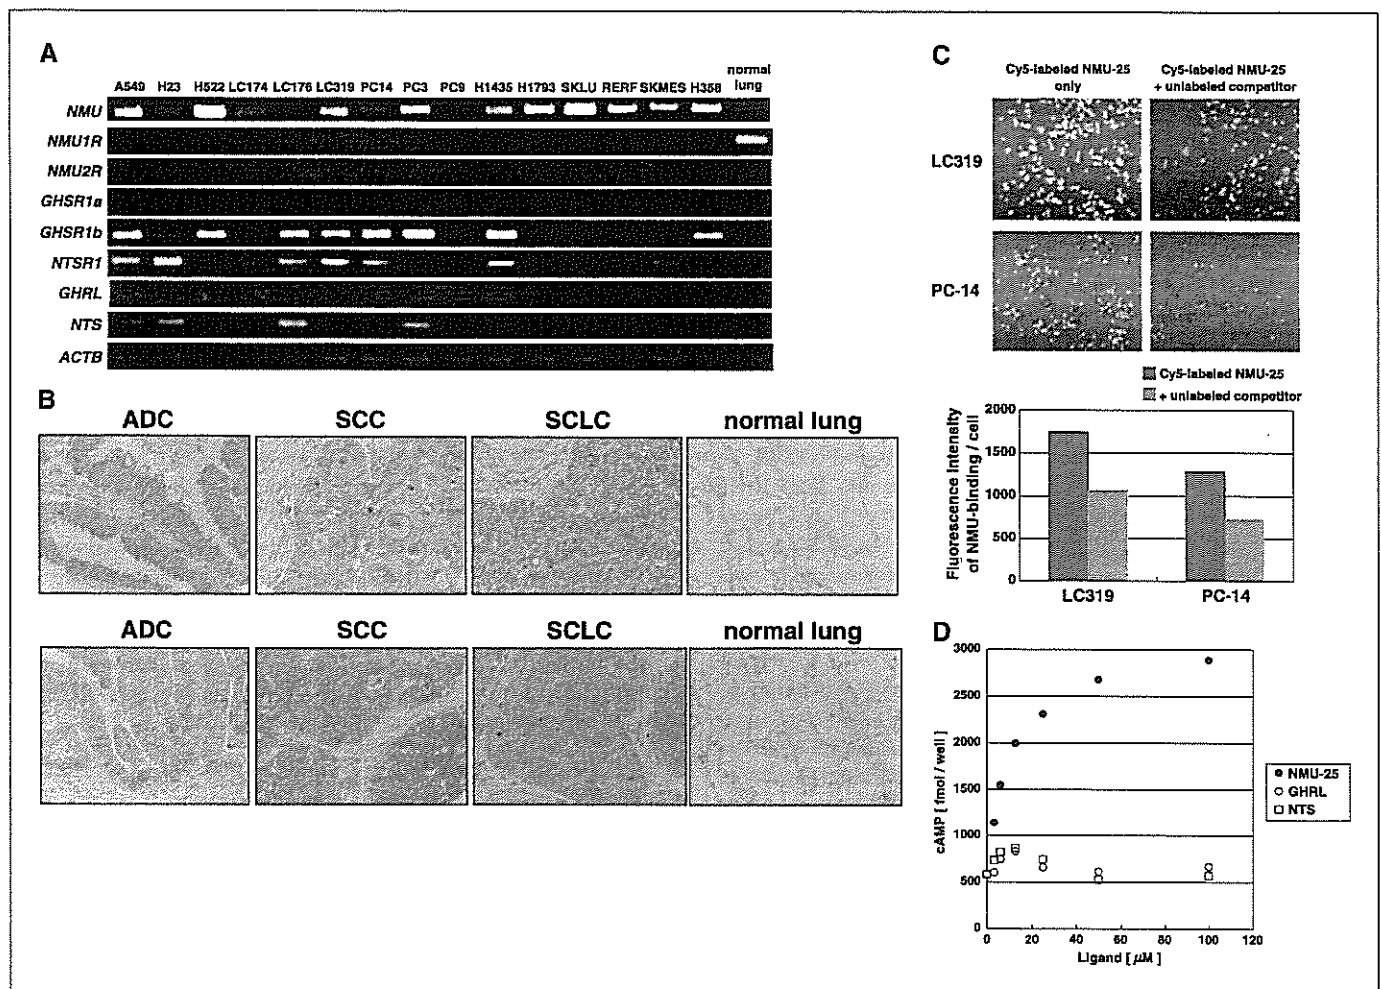 A
A549 H23 H522 LC174 LC176 LC319 PC14 PC3 PC9 H1435 H1793 SKLU RERF SKMES H358 normal lung
NMU
NMU1R
NMU2R
GHSR1a
GHSR1b
NTSR1
GHRL
NTS
ACTB
B
ADC SCC SCLC normal lung
ADC SCC SCLC normal lung
C
Cy5-labeled NMU-25 only
Cy5-labeled NMU-25 + unlabeled competitor
LC319
PC-14
Cy5-labeled NMU-25
+ unlabeled competitor
Fluorescence intensity of NMU-binding / cell
2000
1500
1000
500
0
LC319 PC-14
D
cAMP [ fmol / well ]
3000
2500
2000
1500
1000
500
0
0 20 40 60 80 100 120
Ligand [ μM ]
NMU-25
GHRL
NTS